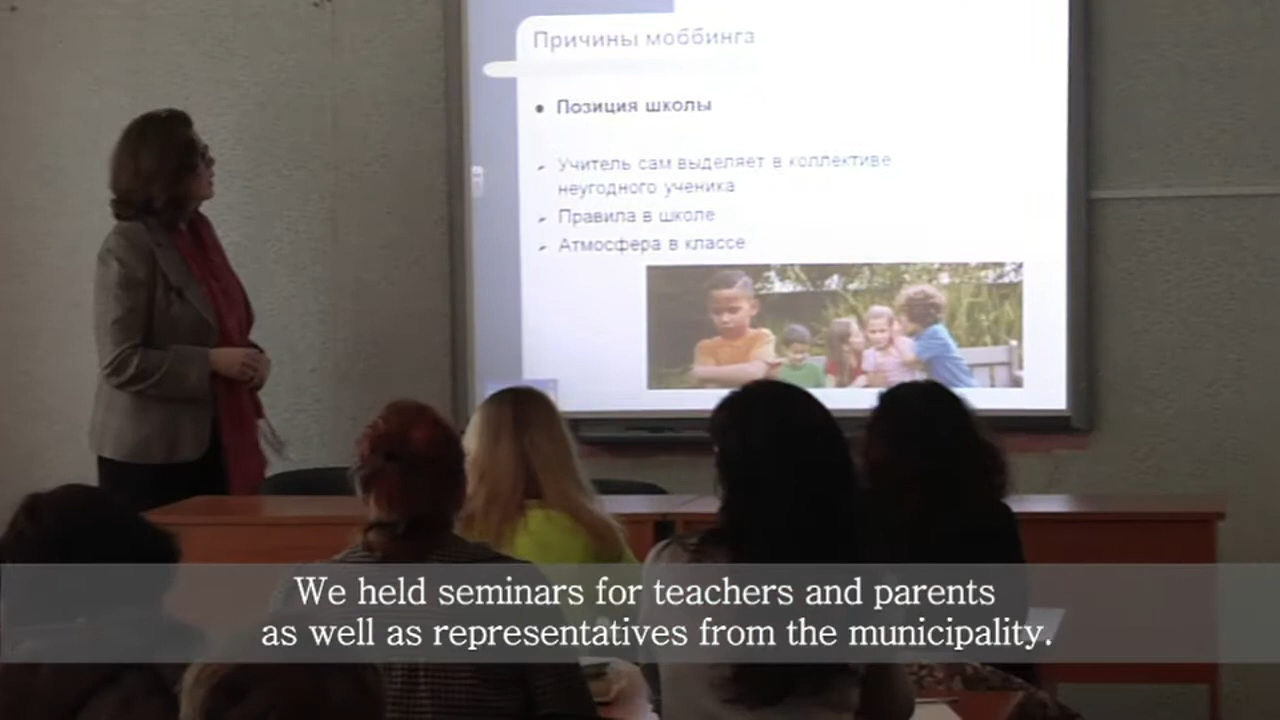 Причины моббинга
Позиция школы
Учитель сам выделяет в коллективе
неугодного ученика
Правила в школе
Атмосфера в классе
We held seminars for teachers and parents
as well as representatives from the municipality.